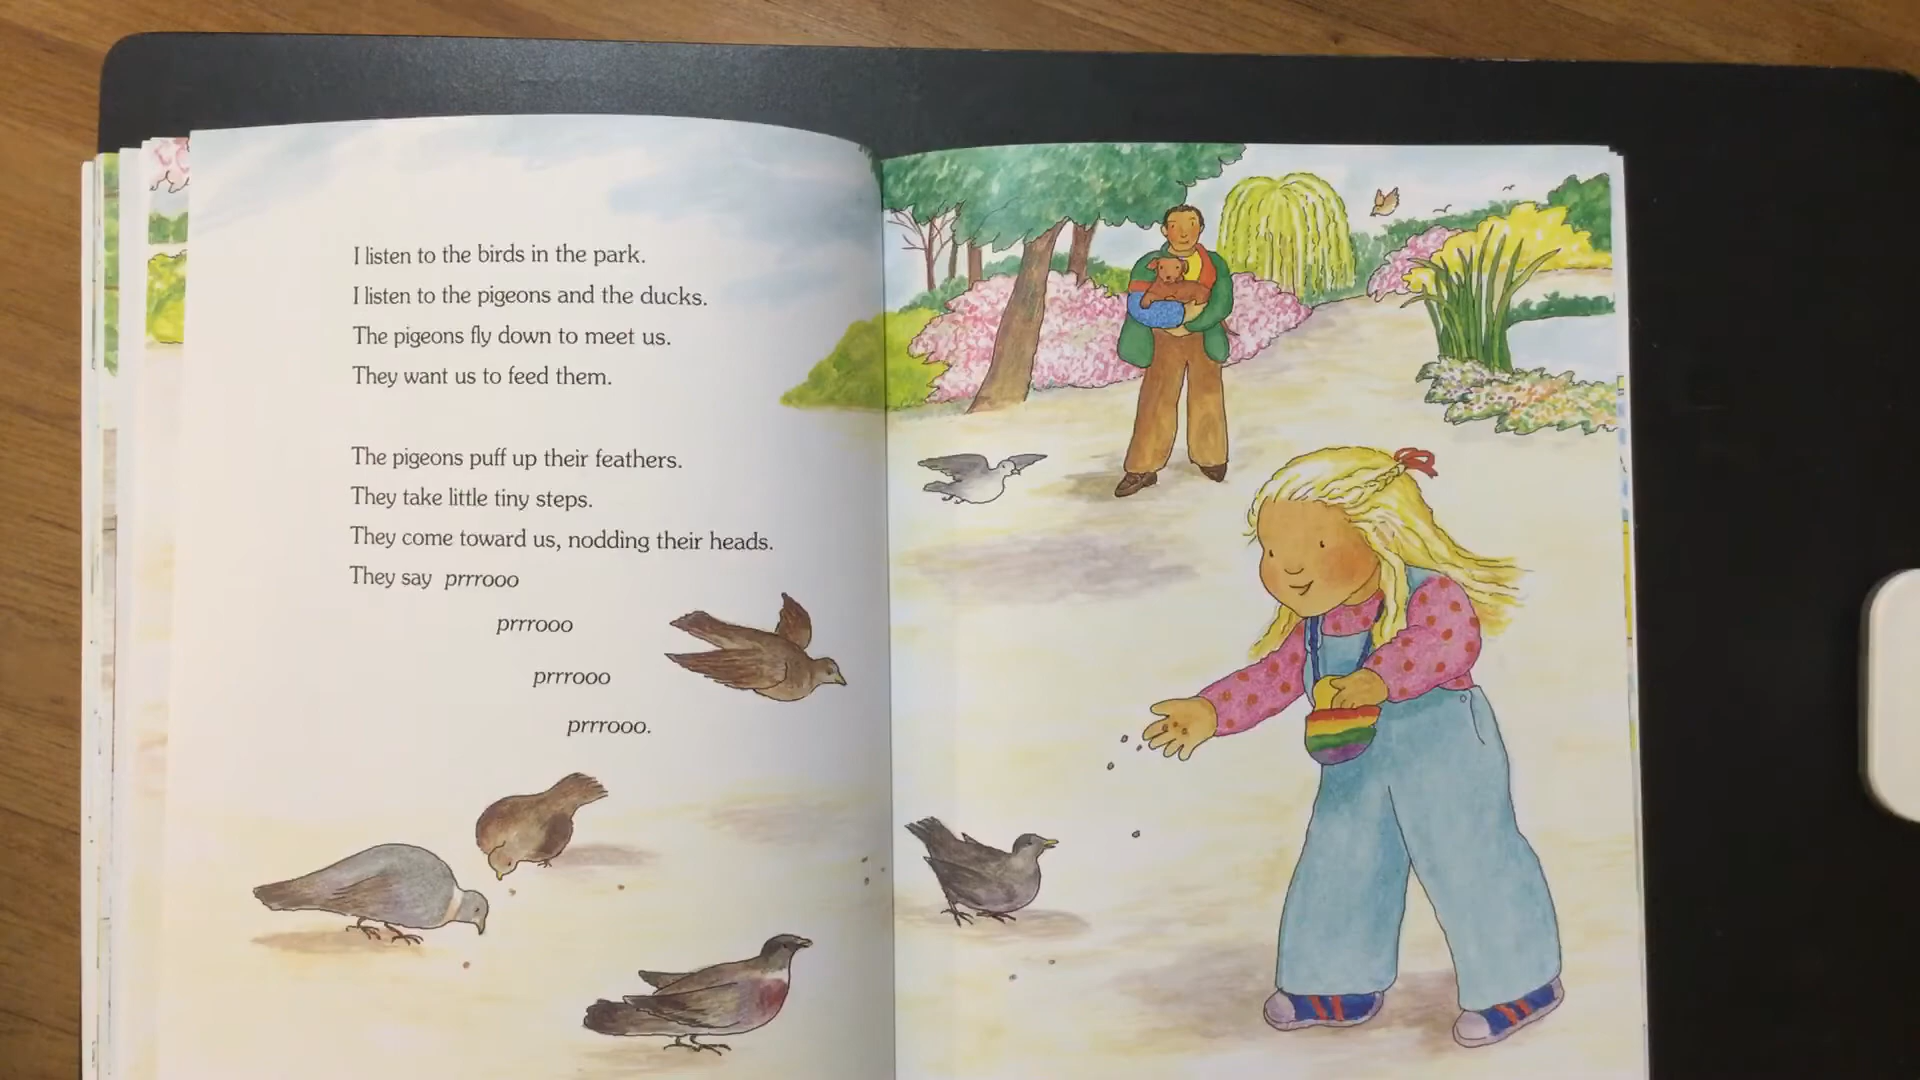 I listen to the birds in the park.
I listen to the pigeons and the ducks.
The pigeons fly down to meet us.
They want us to feed them.
The pigeons puff up their feathers.
They take little tiny steps.
They come toward us, nodding their heads.
They say prrrooo
prrrooo
prrrooo
prrrooo.